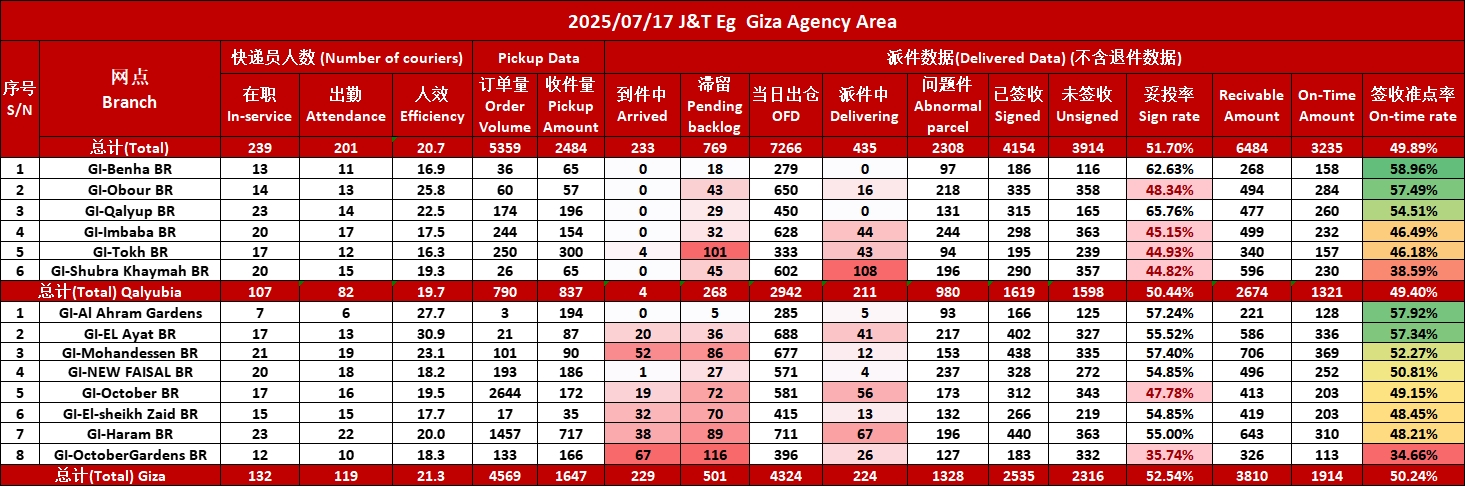 2025/07/17 J&T Eg  Giza Agency Area
序号 S/N | 网点 Branch | 快递员人数 (Number of couriers) | Pickup Data | 派件数据(Delivered Data) (不含退件数据)
在职 In-service | 出勤 Attendance | 人效 Efficiency | 订单量 Order Volume | 收件量 Pickup Amount | 到件中 Arrived | 滞留 Pending backlog | 当日出仓 OFD | 派件中 Delivering | 问题件 Abnormal parcel | 已签收 Signed | 未签收 Unsigned | 妥投率 Sign rate | Recivable Amount | On-Time Amount | 签收准点率 On-time rate
总计(Total) 239 201 20.7 5359 2484 233 769 7266 435 2308 4154 3914 51.70% 6484 3235 49.89%
1 GI-Benha BR 13 11 16.9 36 65 0 18 279 0 97 186 116 62.63% 268 158 58.96%
2 GI-Obour BR 14 13 25.8 60 57 0 43 650 16 218 335 358 48.34% 494 284 57.49%
3 GI-Qalyup BR 23 14 22.5 174 196 0 29 450 0 131 315 165 65.76% 477 260 54.51%
4 GI-Imbaba BR 20 17 17.5 244 154 0 32 628 44 244 298 363 45.15% 499 232 46.49%
5 GI-Tokh BR 17 12 16.3 250 300 4 101 333 43 94 195 239 44.93% 340 157 46.18%
6 GI-Shubra Khaymah BR 20 15 19.3 26 65 0 45 602 108 196 290 357 44.82% 596 230 38.59%
总计(Total) Qalyubia 107 82 19.7 790 837 4 268 2942 211 980 1619 1598 50.44% 2674 1321 49.40%
1 GI-Al Ahram Gardens 7 6 27.7 3 194 0 5 285 5 93 166 125 57.24% 221 128 57.92%
2 GI-EL Ayat BR 17 13 30.9 21 87 20 36 688 41 217 402 327 55.52% 586 336 57.34%
3 GI-Mohandessen BR 21 19 23.1 101 90 52 86 677 12 153 438 335 57.40% 706 369 52.27%
4 GI-NEW FAISAL BR 20 18 18.2 193 186 1 27 571 4 237 328 272 54.85% 496 252 50.81%
5 GI-October BR 17 16 19.5 2644 172 19 72 581 56 173 312 343 47.78% 413 203 49.15%
6 GI-El-sheikh Zaid BR 15 15 17.7 17 35 32 70 415 13 132 266 219 54.85% 419 203 48.45%
7 GI-Haram BR 23 22 20.0 1457 717 38 89 711 67 196 440 363 55.00% 643 310 48.21%
8 GI-OctoberGardens BR 12 10 18.3 133 166 67 116 396 26 127 183 332 35.74% 326 113 34.66%
总计(Total) Giza 132 119 21.3 4569 1647 229 501 4324 224 1328 2535 2316 52.54% 3810 1914 50.24%